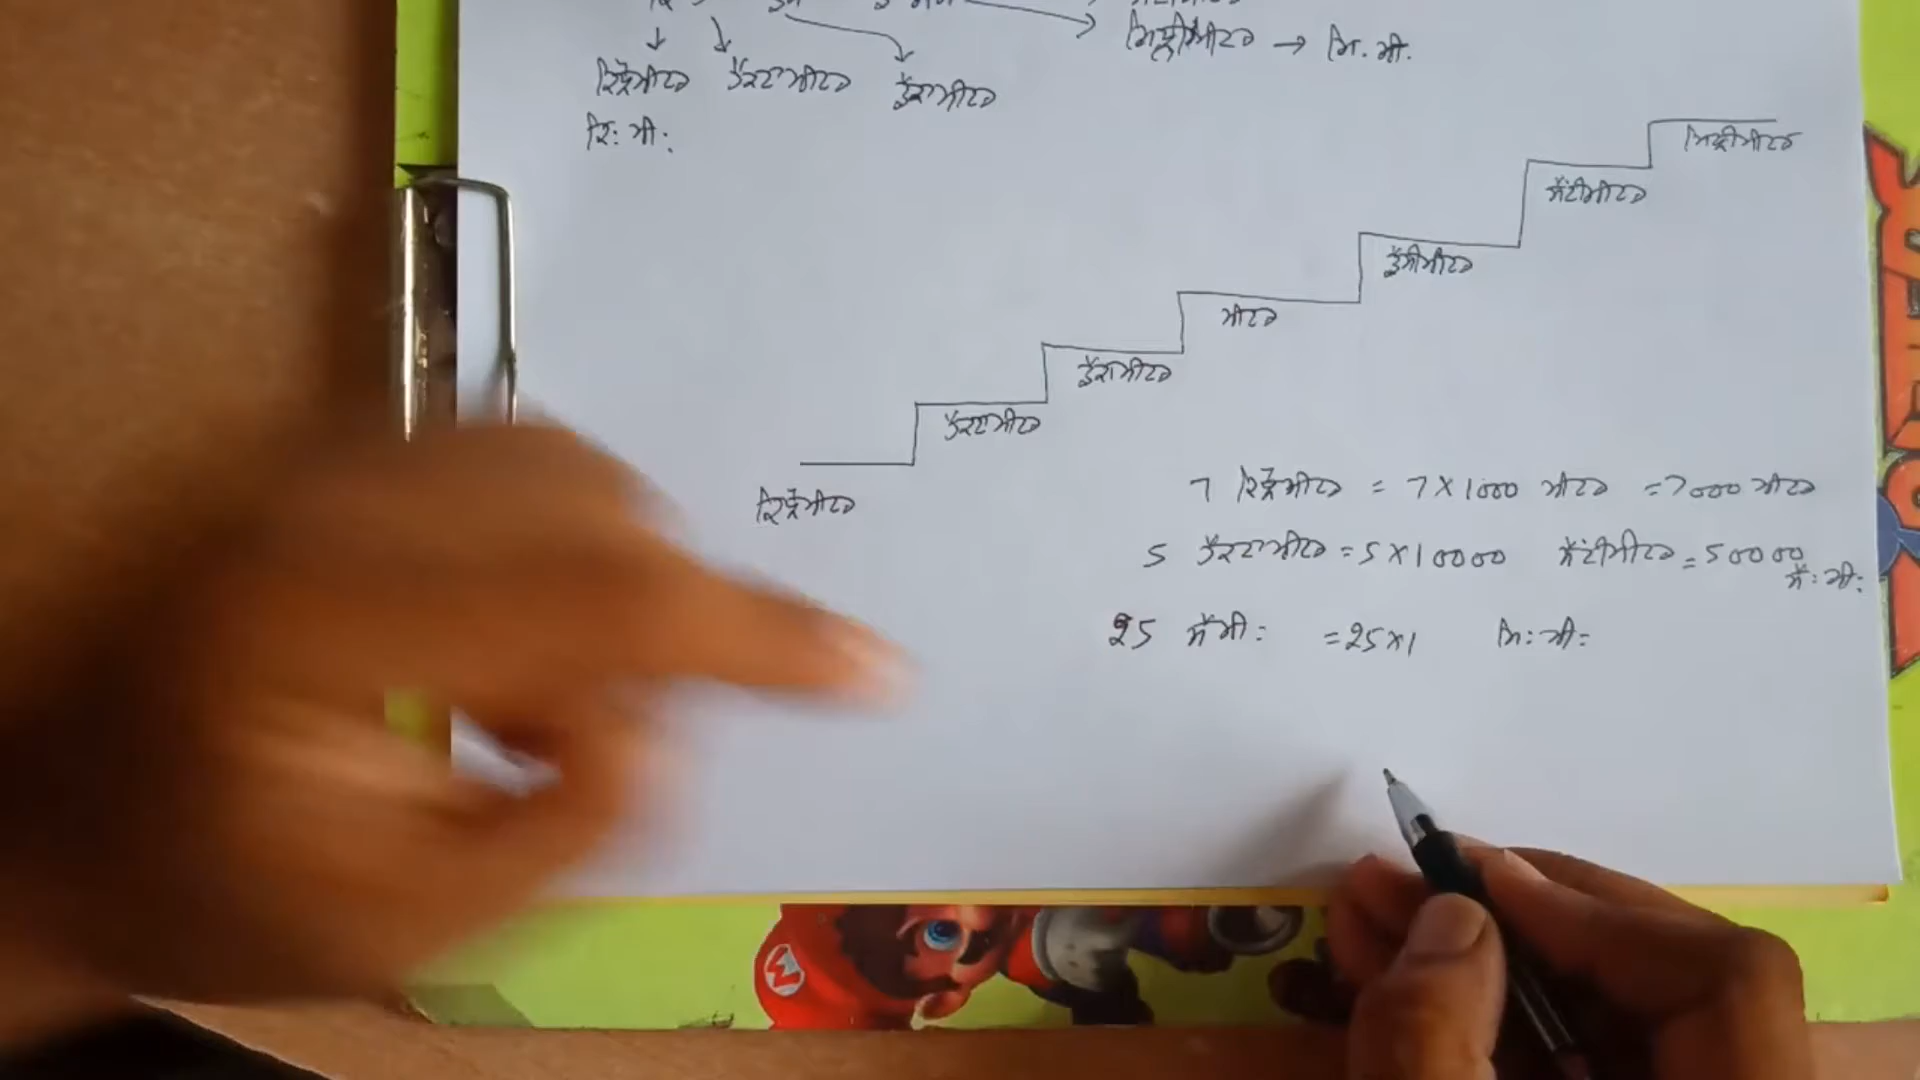 ਮਿਲੀਮੀਟਰ → ਮਿ.ਮੀ.
ਕਿਲੋਮੀਟਰ ਹੈਕਟਾਮੀਟਰ ਡੈਕਾਮੀਟਰ
ਕਿ:ਮੀ:
ਮਿਲੀਮੀਟਰ
ਸੈਂਟੀਮੀਟਰ
ਡੈਸੀਮੀਟਰ
ਮੀਟਰ
ਡੈਕਾਮੀਟਰ
ਹੈਕਟਾਮੀਟਰ
ਕਿਲੋਮੀਟਰ
7 ਕਿਲੋਮੀਟਰ = 7×1000 ਮੀਟਰ =7000 ਮੀਟਰ
5 ਹੈਕਟਾਮੀਟਰ = 5×10000 ਸੈਂਟੀਮੀਟਰ = 50000 ਸੈਂ:ਮੀ:
25 ਸੈਂਮੀ: =25×1 ਮਿ:ਮੀ:
M